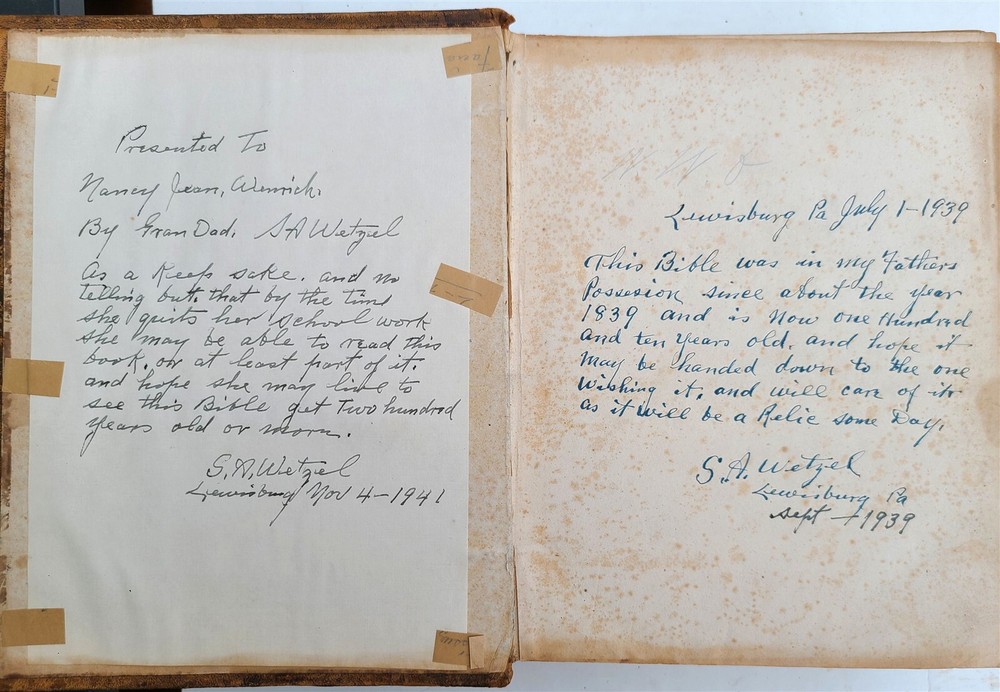 Presented To
Nancy Jean, Wenrich.
By Gran Dad. S A Wetzel
As a Keep sake. and no
telling but. that by the time
she quits her school work
she may be able to read this
book, or at least part of it.
and hope she may live to
see this Bible get Two hundred
years old or more.
S. A. Wetzel
Lewisburg Nov 4-1941
Lewisburg Pa July 1-1939
This Bible was in my Fathers
Possesion since about the year
1839 and is Now one Hundred
and ten Years old. and hope it
may be handed down to the one
wishing it, and will care of it
as it will be a Relic some Day.
S. A. Wetzel
Lewisburg Pa
Sept - 1939